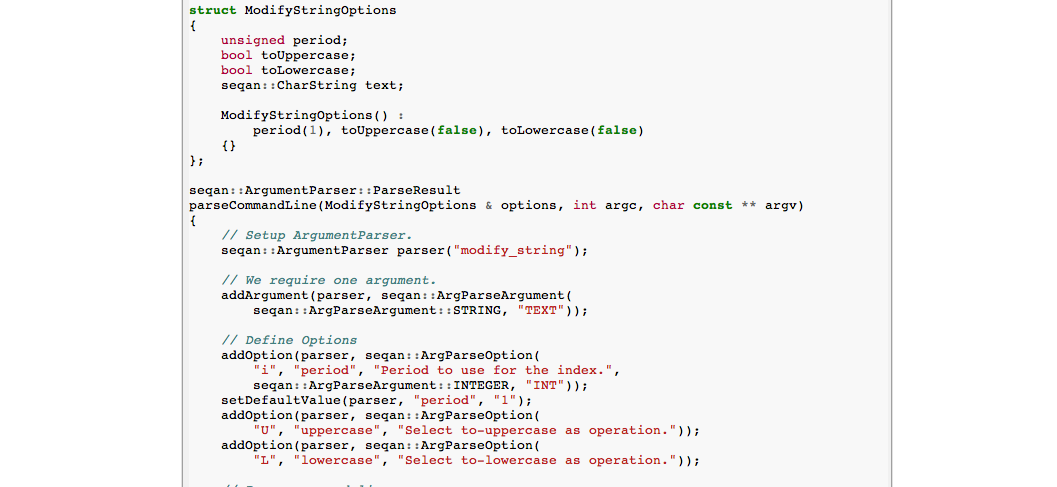 struct ModifyStringOptions
{
    unsigned period;
    bool toUppercase;
    bool toLowercase;
    seqan::CharString text;

    ModifyStringOptions() :
        period(1), toUppercase(false), toLowercase(false)
    {}
};

seqan::ArgumentParser::ParseResult
parseCommandLine(ModifyStringOptions & options, int argc, char const ** argv)
{
    // Setup ArgumentParser.
    seqan::ArgumentParser parser("modify_string");

    // We require one argument.
    addArgument(parser, seqan::ArgParseArgument(
        seqan::ArgParseArgument::STRING, "TEXT"));

    // Define Options
    addOption(parser, seqan::ArgParseOption(
        "i", "period", "Period to use for the index.",
        seqan::ArgParseArgument::INTEGER, "INT"));
    setDefaultValue(parser, "period", "1");
    addOption(parser, seqan::ArgParseOption(
        "U", "uppercase", "Select to-uppercase as operation."));
    addOption(parser, seqan::ArgParseOption(
        "L", "lowercase", "Select to-lowercase as operation."));